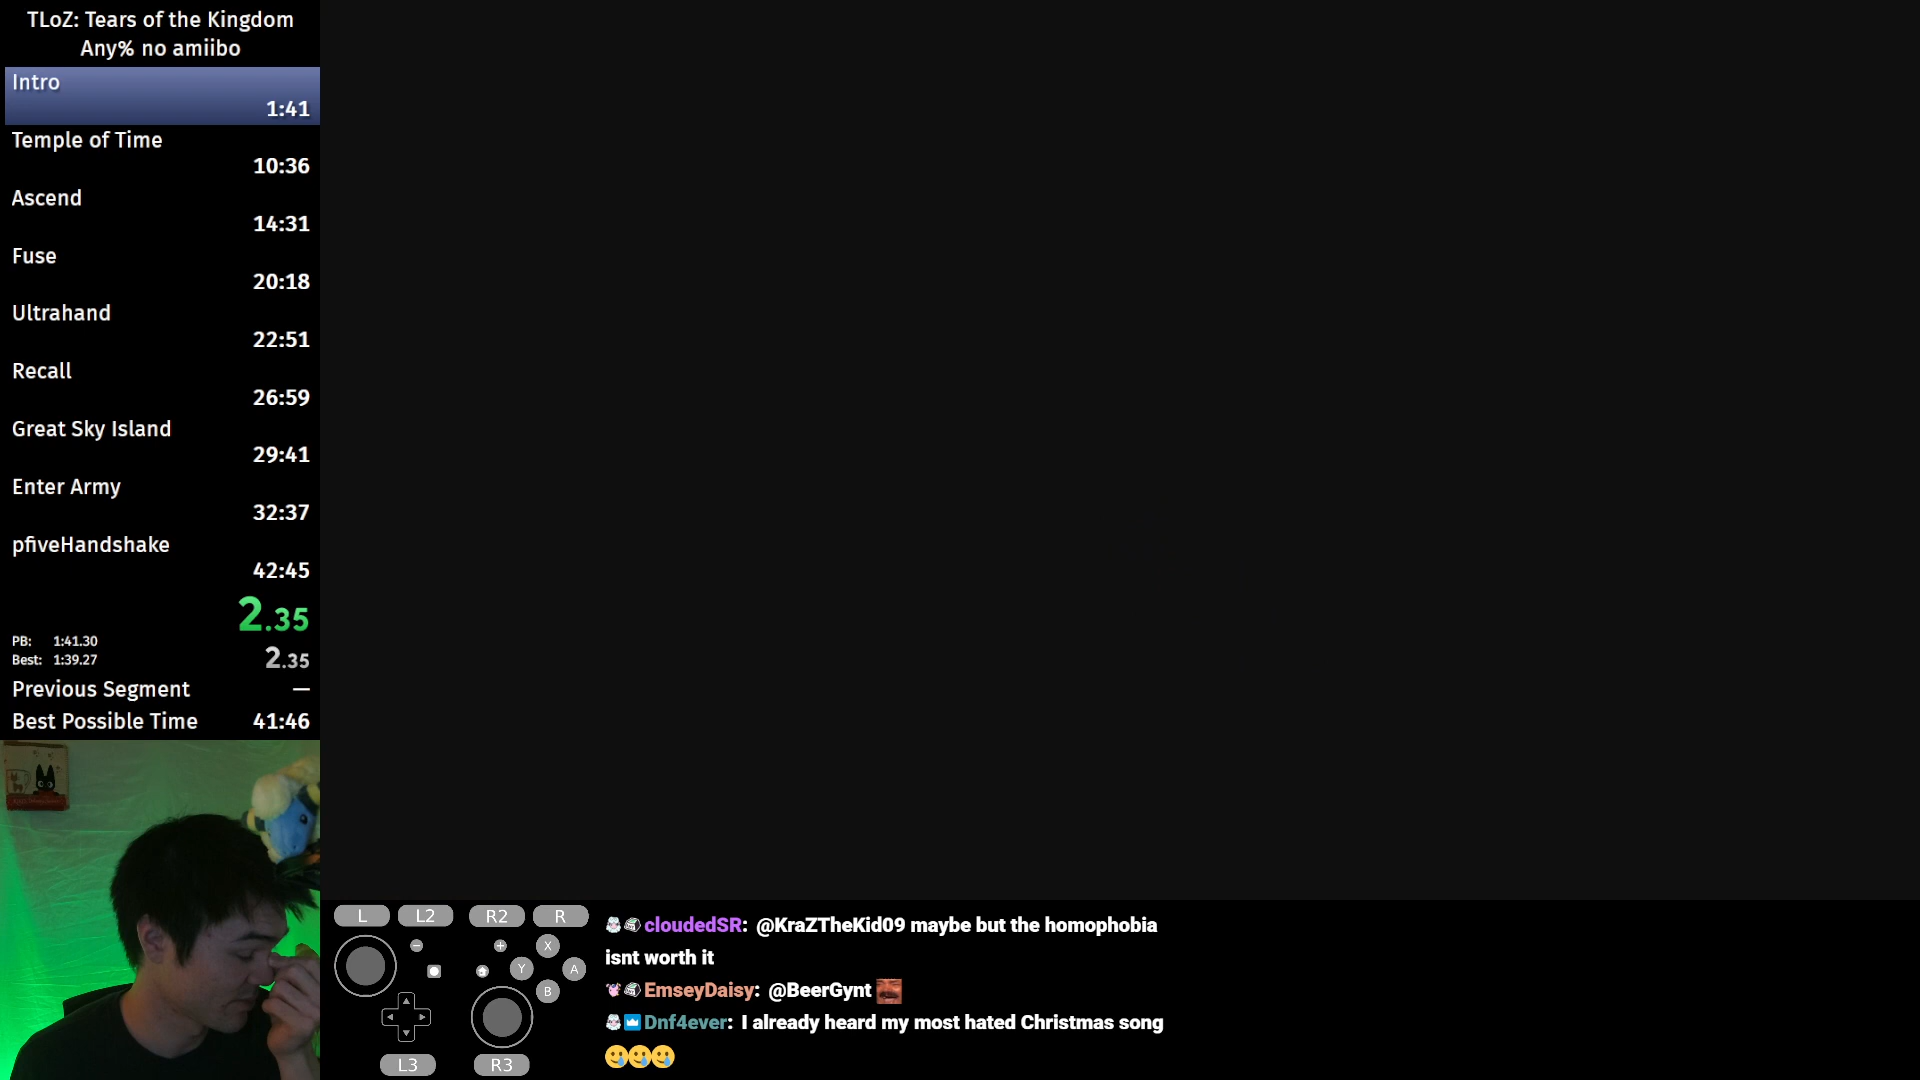 TLoZ: Tears of the Kingdom
Any% no amiibo
Intro
1:41
Temple of Time
10:36
Ascend
14:31
Fuse
20:18
Ultrahand
22:51
Recall
26:59
Great Sky Island
29:41
Enter Army
32:37
pfiveHandshake
42:45
2.35
PB: 1:41.30
Best: 1:39.27
2.35
Previous Segment —
Best Possible Time 41:46
L L2 R2 R
X
Y A
B
L3 R3
cloudedSR: @KraZTheKid09 maybe but the homophobia
isnt worth it
EmseyDaisy: @BeerGynt
Dnf4ever: I already heard my most hated Christmas song
🥲🥲🥲